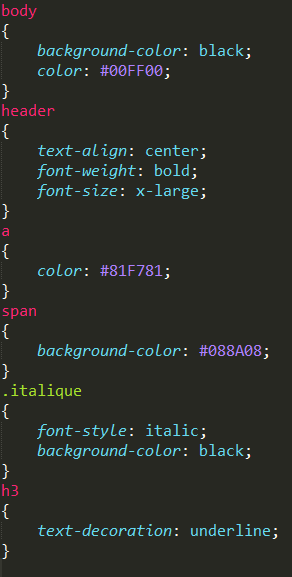 body
{
    background-color: black;
    color: #00FF00;
}
header
{
    text-align: center;
    font-weight: bold;
    font-size: x-large;
}
a
{
    color: #81F781;
}
span
{
    background-color: #088A08;
}
.italique
{
    font-style: italic;
    background-color: black;
}
h3
{
    text-decoration: underline;
}